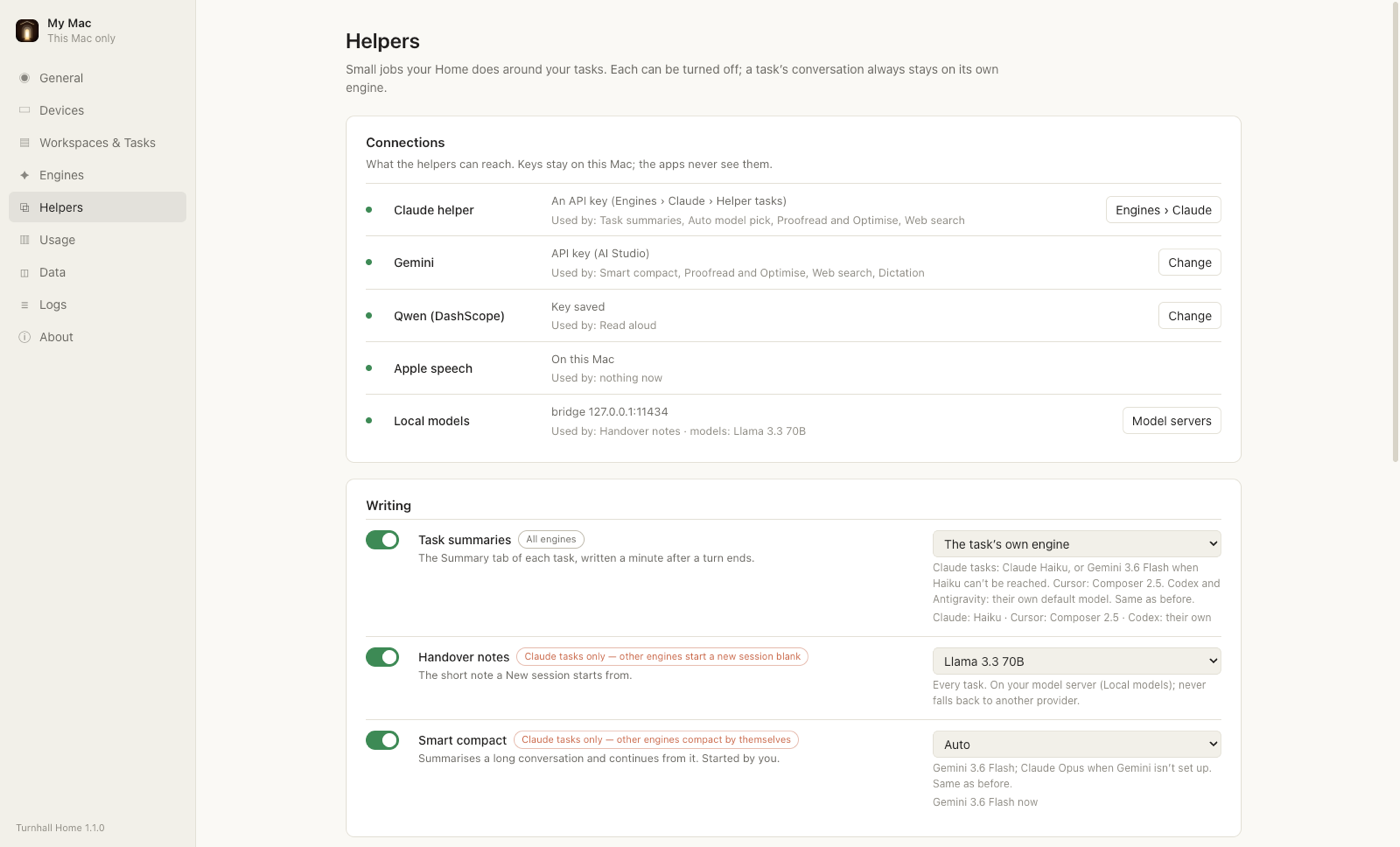 My Mac
This Mac only
General
Devices
Workspaces & Tasks
Engines
Helpers
Usage
Data
Logs
About
Turnhall Home 1.1.0
Helpers
Small jobs your Home does around your tasks. Each can be turned off; a task's conversation always stays on its own
engine.
Connections
What the helpers can reach. Keys stay on this Mac; the apps never see them.
Claude helper
An API key (Engines › Claude › Helper tasks)
Used by: Task summaries, Auto model pick, Proofread and Optimise, Web search
Engines › Claude
Gemini
API key (AI Studio)
Used by: Smart compact, Proofread and Optimise, Web search, Dictation
Change
Qwen (DashScope)
Key saved
Used by: Read aloud
Change
Apple speech
On this Mac
Used by: nothing now
Local models
bridge 127.0.0.1:11434
Used by: Handover notes · models: Llama 3.3 70B
Model servers
Writing
Task summaries
All engines
The Summary tab of each task, written a minute after a turn ends.
The task's own engine
Claude tasks: Claude Haiku, or Gemini 3.6 Flash when
Haiku can't be reached. Cursor: Composer 2.5. Codex and
Antigravity: their own default model. Same as before.
Claude: Haiku · Cursor: Composer 2.5 · Codex: their own
Handover notes
Claude tasks only — other engines start a new session blank
The short note a New session starts from.
Llama 3.3 70B
Every task. On your model server (Local models); never
falls back to another provider.
Smart compact
Claude tasks only — other engines compact by themselves
Summarises a long conversation and continues from it. Started by you.
Auto
Gemini 3.6 Flash; Claude Opus when Gemini isn't set up.
Same as before.
Gemini 3.6 Flash now